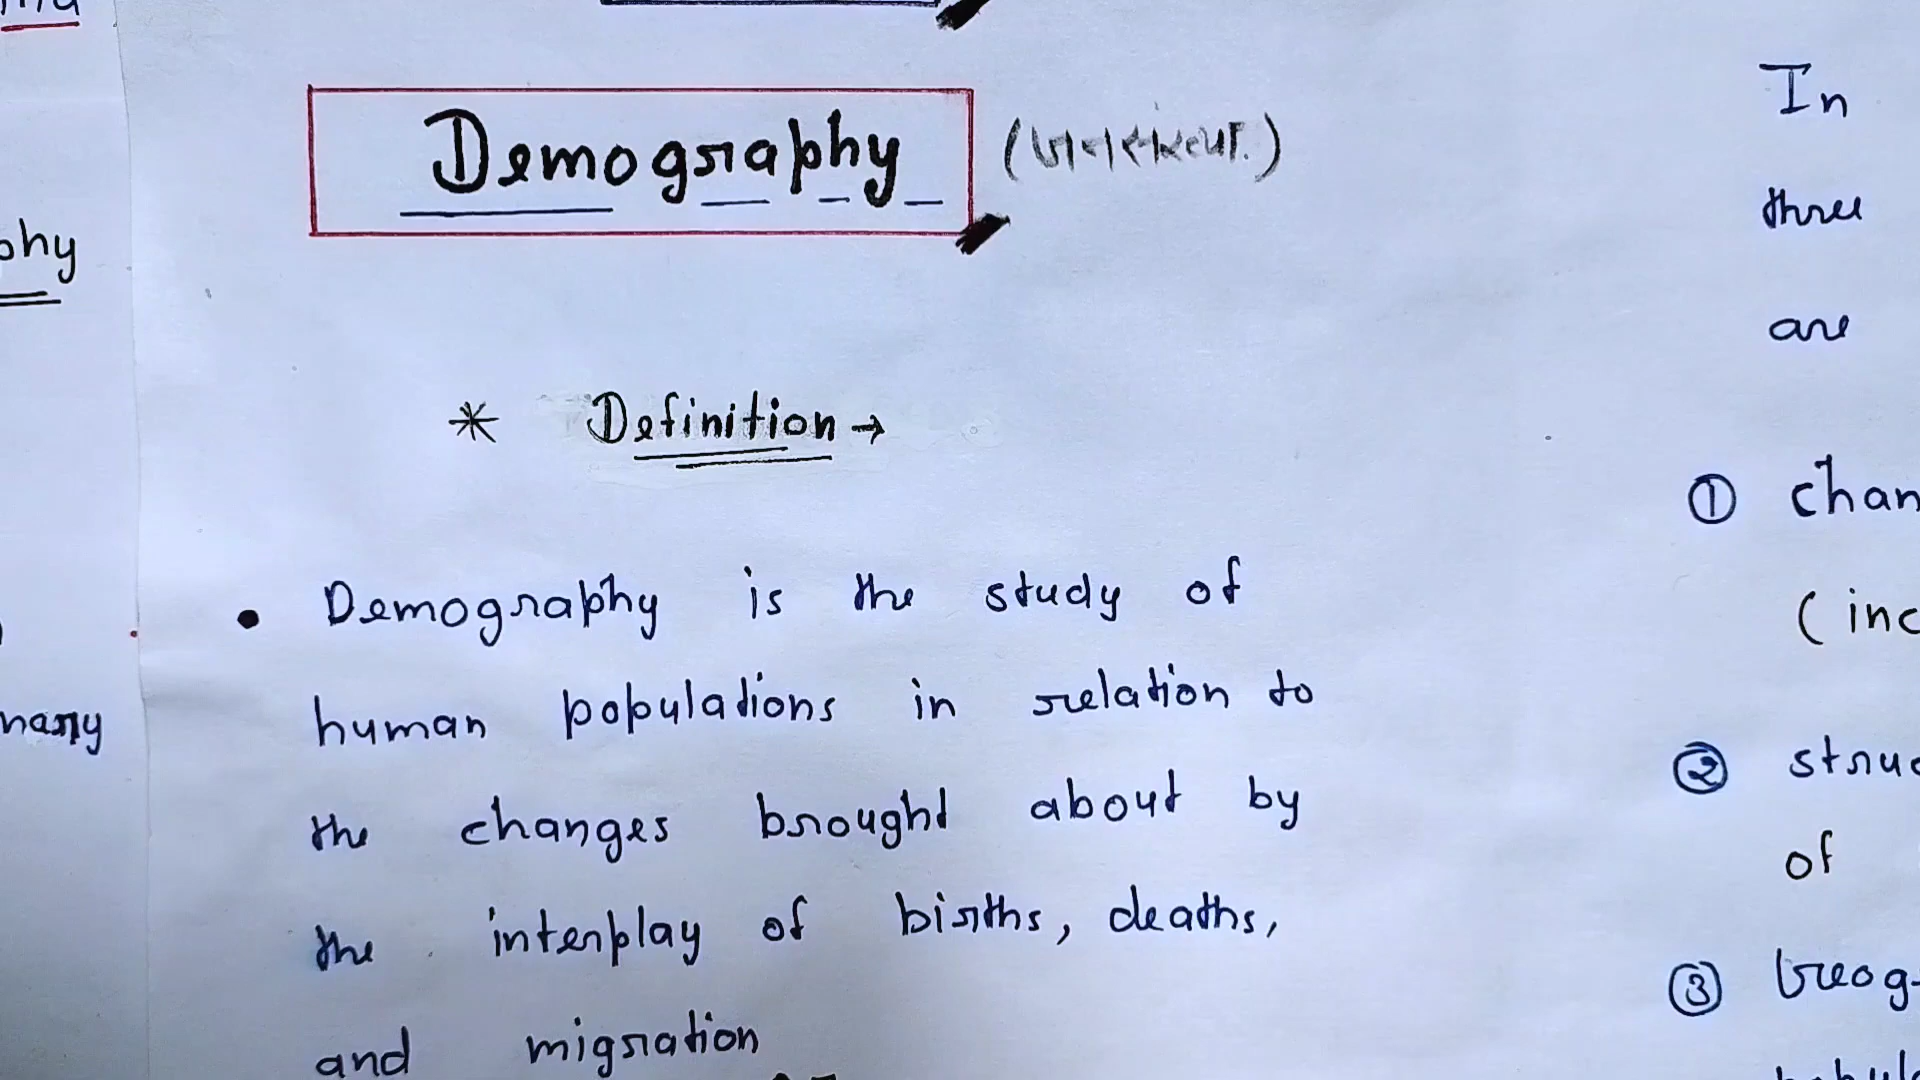 Demography
* Definition →
• Demography is the study of
human populations in relation to
the changes brought about by
the interplay of births, deaths,
and migration
phy
In
three
are
① chan
(inc
② struc
of
③ Geog